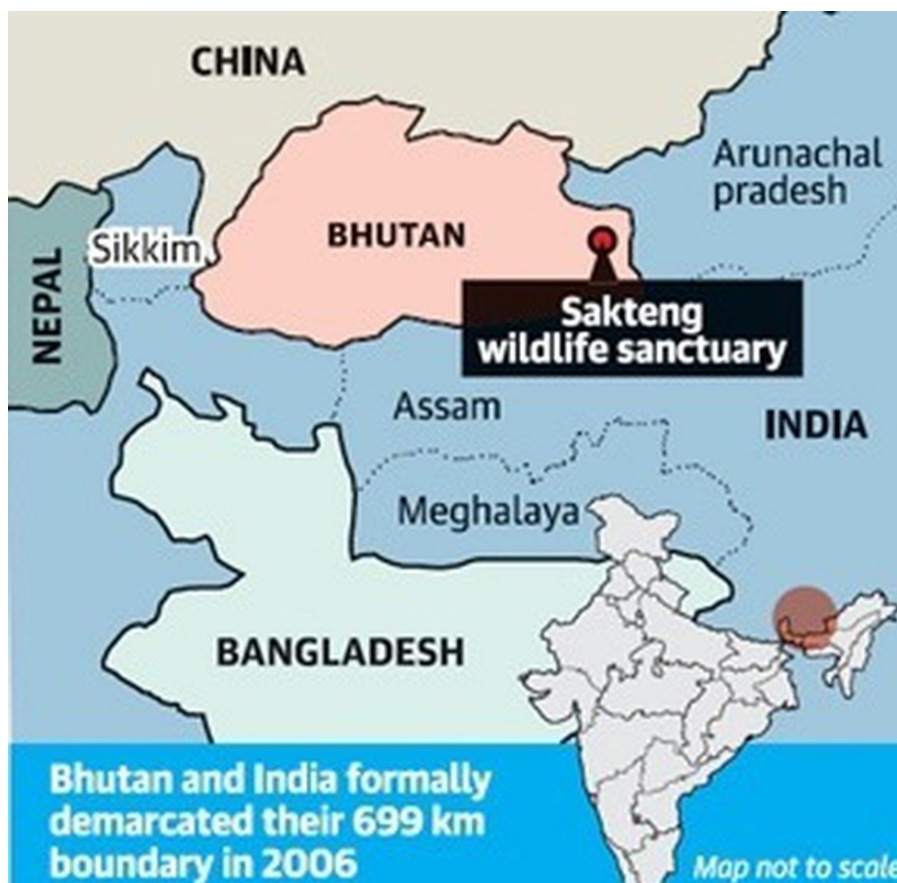 CHINA
Arunachal
pradesh
BHUTAN
Sikkim
NEPAL
Sakteng
wildlife sanctuary
Assam
INDIA
Meghalaya
BANGLADESH
Bhutan and India formally
demarcated their 699 km
boundary in 2006
Map not to scale